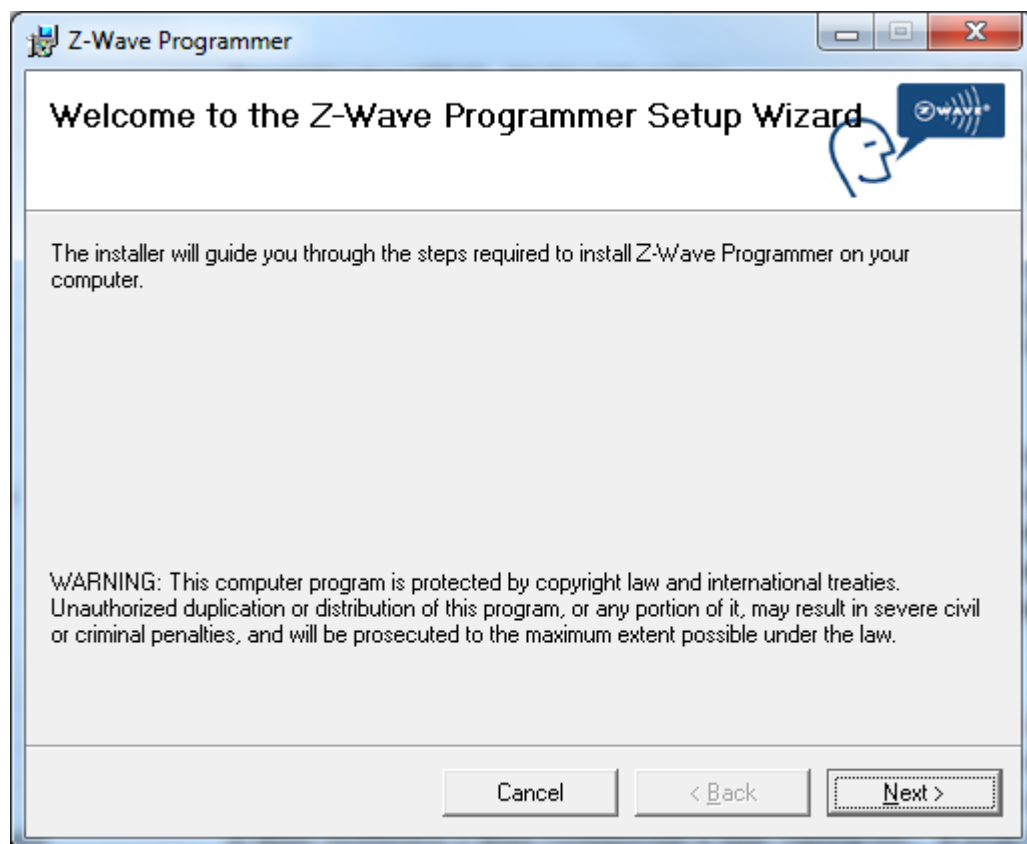 Z-Wave Programmer
Welcome to the Z-Wave Programmer Setup Wizard
Z WAVE
The installer will guide you through the steps required to install Z-Wave Programmer on your
computer.
WARNING: This computer program is protected by copyright law and international treaties.
Unauthorized duplication or distribution of this program, or any portion of it, may result in severe civil
or criminal penalties, and will be prosecuted to the maximum extent possible under the law.
Cancel
< Back
Next >